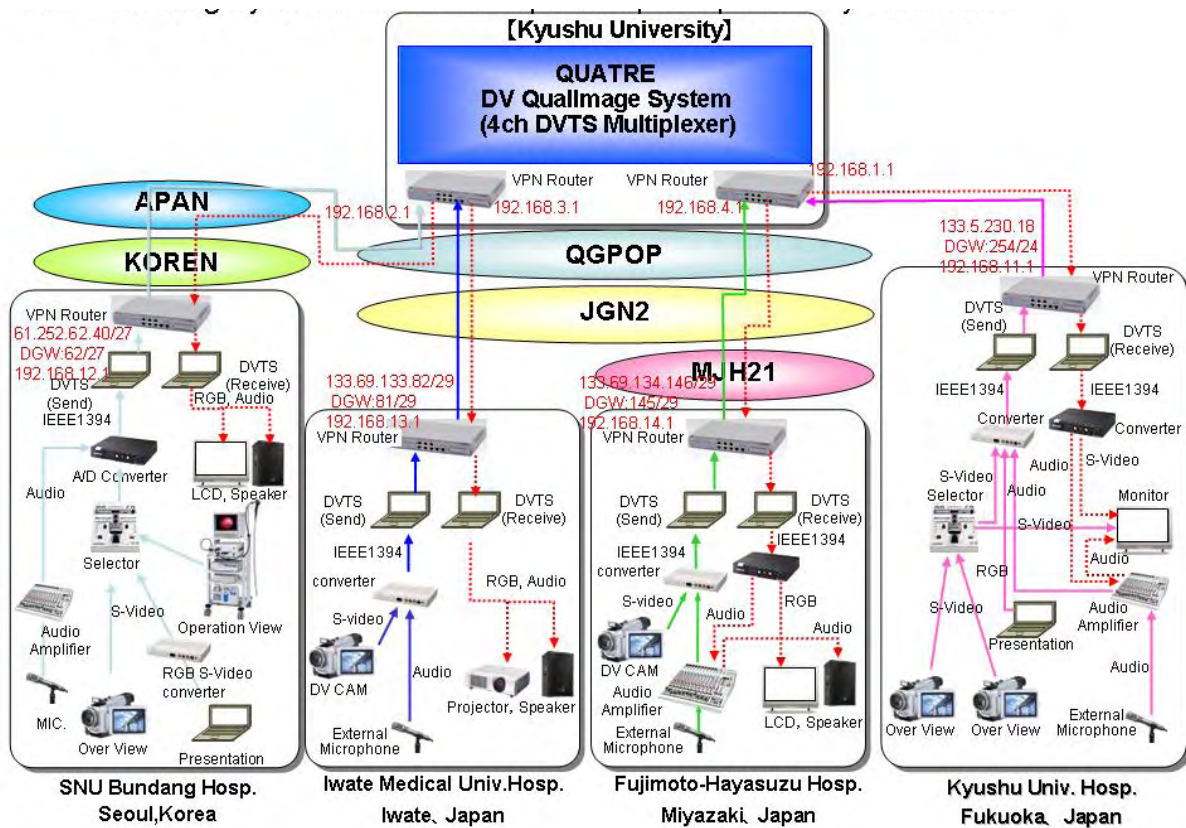 【Kyushu University】
QUATRE
DV QualImage System
(4ch DVTS Multiplexer)
VPN Router
VPN Router
192.168.1.1
192.168.2.1
192.168.3.1
192.168.4.1
APAN
KOREN
QGPOP
JGN2
MJH21
VPN Router
61.252.62.40/27
DGW:62/27
192.168.12.1
DVTS
(Send)
DVTS
(Receive)
IEEE1394
RGB, Audio
A/D Converter
LCD, Speaker
Audio
Selector
S-Video
Operation View
Audio
Amplifier
RGB S-Video
converter
MIC.
Over View
Presentation
SNU Bundang Hosp.
Seoul,Korea
133.69.133.82/29
DGW:81/29
192.168.13.1
VPN Router
DVTS
(Send)
DVTS
(Receive)
IEEE1394
converter
RGB, Audio
S-video
DV CAM
Audio
Projector, Speaker
External
Microphone
Iwate Medical Univ.Hosp.
Iwate、Japan
133.69.134.146/29
DGW:145/29
192.168.14.1
VPN Router
DVTS
(Send)
DVTS
(Receive)
IEEE1394
IEEE1394
converter
S-video
Audio
RGB
Audio
DV CAM
Audio
Amplifier
LCD, Speaker
External
Microphone
Fujimoto-Hayasuzu Hosp.
Miyazaki、Japan
133.5.230.18
DGW:254/24
192.168.11.1
VPN Router
DVTS
(Send)
DVTS
(Receive)
IEEE1394
IEEE1394
Converter
Converter
S-Video
Selector
Audio
Audio
S-Video
Monitor
S-Video
RGB
Audio
S-Video
Audio
Amplifier
Presentation
Audio
Over View
Over View
External
Microphone
Kyushu Univ. Hosp.
Fukuoka、Japan